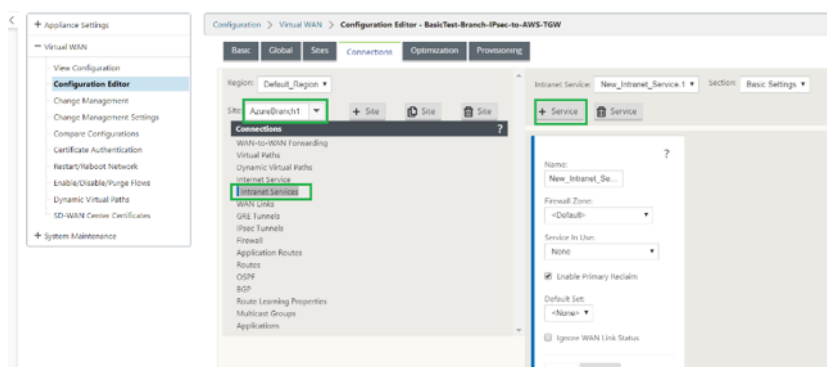 + Appliance Settings
− Virtual WAN
View Configuration
Configuration Editor
Change Management
Change Management Settings
Compare Configurations
Certificate Authentication
Restart/Reboot Network
Enable/Disable/Purge Flows
Dynamic Virtual Paths
SD-WAN Center Certificates
+ System Maintenance
Configuration > Virtual WAN > Configuration Editor - BasicTest-Branch-IPsec-to-AWS-TGW
Basic Global Sites Connections Optimization Provisioning
Region: Default_Region
Site: AzureBranch1 + Site Site Site
Connections ?
WAN-to-WAN Forwarding
Virtual Paths
Dynamic Virtual Paths
Internet Service
Intranet Services
WAN Links
GRE Tunnels
IPsec Tunnels
Firewall
Application Routes
Routes
OSPF
BGP
Route Learning Properties
Multicast Groups
Applications
Intranet Service: New_Intranet_Service-1 Section: Basic Settings
+ Service Service
?
Name:
New_Intranet_Se...
Firewall Zone:
<Default>
Service In Use:
None
Enable Primary Reclaim
Default Set:
<None>
Ignore WAN Link Status